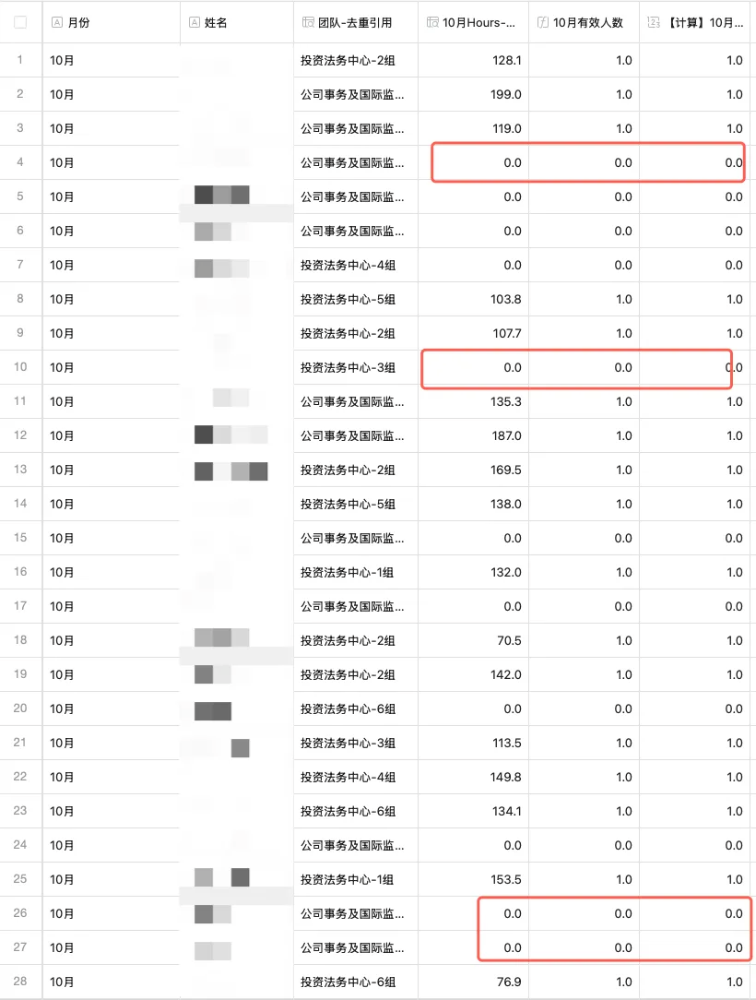 月份 姓名 团队-去重引用 10月Hours-... 10月有效人数 【计算】10月...
1 10月 投资法务中心-2组 128.1 1.0 1.0
2 10月 公司事务及国际监... 199.0 1.0 1.0
3 10月 公司事务及国际监... 119.0 1.0 1.0
4 10月 公司事务及国际监... 0.0 0.0 0.0
5 10月 公司事务及国际监... 0.0 0.0 0.0
6 10月 公司事务及国际监... 0.0 0.0 0.0
7 10月 投资法务中心-4组 0.0 0.0 0.0
8 10月 投资法务中心-5组 103.8 1.0 1.0
9 10月 投资法务中心-2组 107.7 1.0 1.0
10 10月 投资法务中心-3组 0.0 0.0 0.0
11 10月 公司事务及国际监... 135.3 1.0 1.0
12 10月 公司事务及国际监... 187.0 1.0 1.0
13 10月 投资法务中心-2组 169.5 1.0 1.0
14 10月 投资法务中心-5组 138.0 1.0 1.0
15 10月 公司事务及国际监... 0.0 0.0 0.0
16 10月 投资法务中心-1组 132.0 1.0 1.0
17 10月 公司事务及国际监... 0.0 0.0 0.0
18 10月 投资法务中心-2组 70.5 1.0 1.0
19 10月 投资法务中心-2组 142.0 1.0 1.0
20 10月 投资法务中心-6组 0.0 0.0 0.0
21 10月 投资法务中心-3组 113.5 1.0 1.0
22 10月 投资法务中心-4组 149.8 1.0 1.0
23 10月 投资法务中心-6组 134.1 1.0 1.0
24 10月 公司事务及国际监... 0.0 0.0 0.0
25 10月 投资法务中心-1组 153.5 1.0 1.0
26 10月 公司事务及国际监... 0.0 0.0 0.0
27 10月 公司事务及国际监... 0.0 0.0 0.0
28 10月 投资法务中心-6组 76.9 1.0 1.0